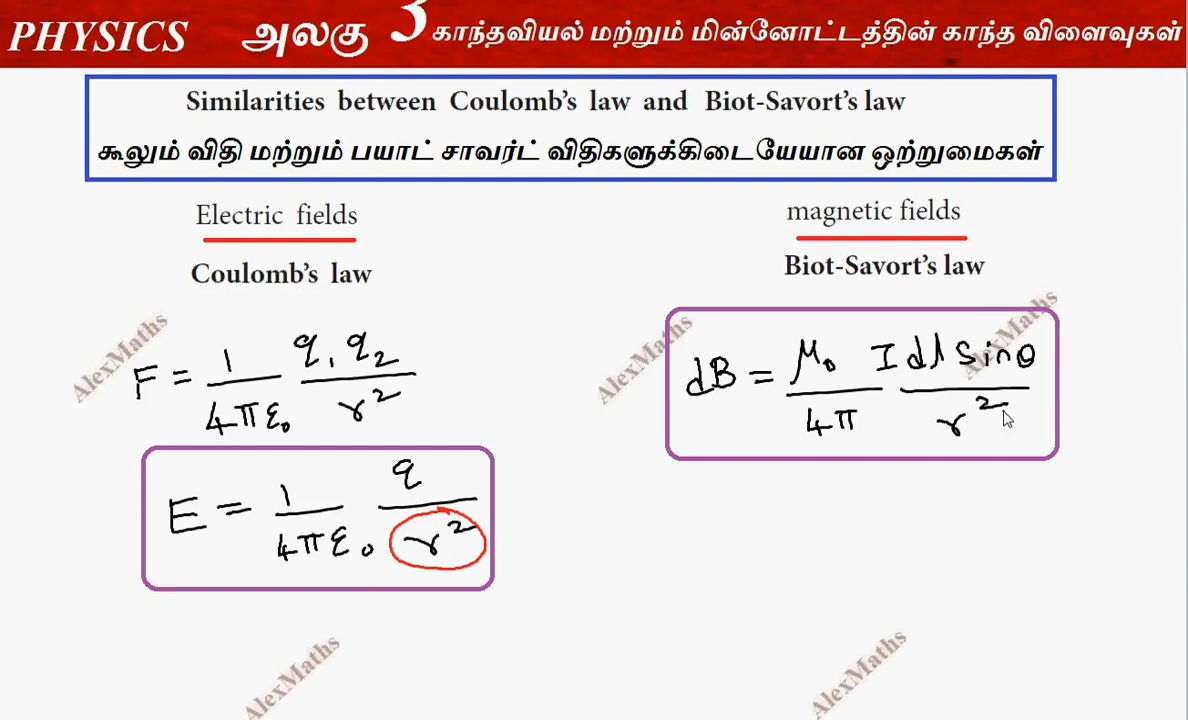 PHYSICS அலகு 3 காந்தவியல் மற்றும் மின்னோட்டத்தின் காந்த விளைவுகள்
Similarities between Coulomb's law and Biot-Savort's law
கூலும் விதி மற்றும் பயாட் சாவர்ட் விதிகளுக்கிடையேயான ஒற்றுமைகள்
Electric fields
magnetic fields
Coulomb's law
Biot-Savort's law
AlexMaths
AlexMaths
AlexMaths
F = 1/4πε₀ q₁q₂/r²
dB = μ₀/4π I dl sinθ/r²
E = 1/4πε₀ q/r²
AlexMaths
AlexMaths